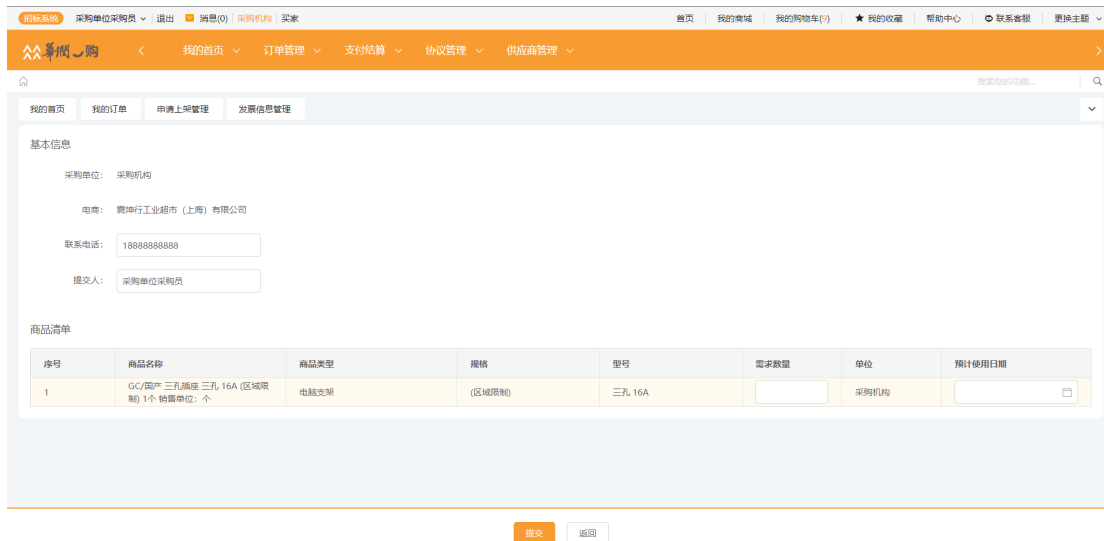 招标系统 采购单位采购员 退出 消息(0) 采购机构 买家 首页 我的商城 我的购物车(9) 我的收藏 帮助中心 联系客服 更换主题
华润一购 我的首页 订单管理 支付结算 协议管理 供应商管理
搜索您的功能...
我的首页 我的订单 申请上架管理 发票信息管理
基本信息
采购单位: 采购机构
电商: 震坤行工业超市 (上海) 有限公司
联系电话: 18888888888
提交人: 采购单位采购员
商品清单
序号 商品名称 商品类型 规格 型号 需求数量 单位 预计使用日期
1 GC/国产 三孔插座 三孔 16A (区域限 电脑支架 (区域限制) 三孔 16A 采购机构
制) 1个 销售单位: 个
提交 返回